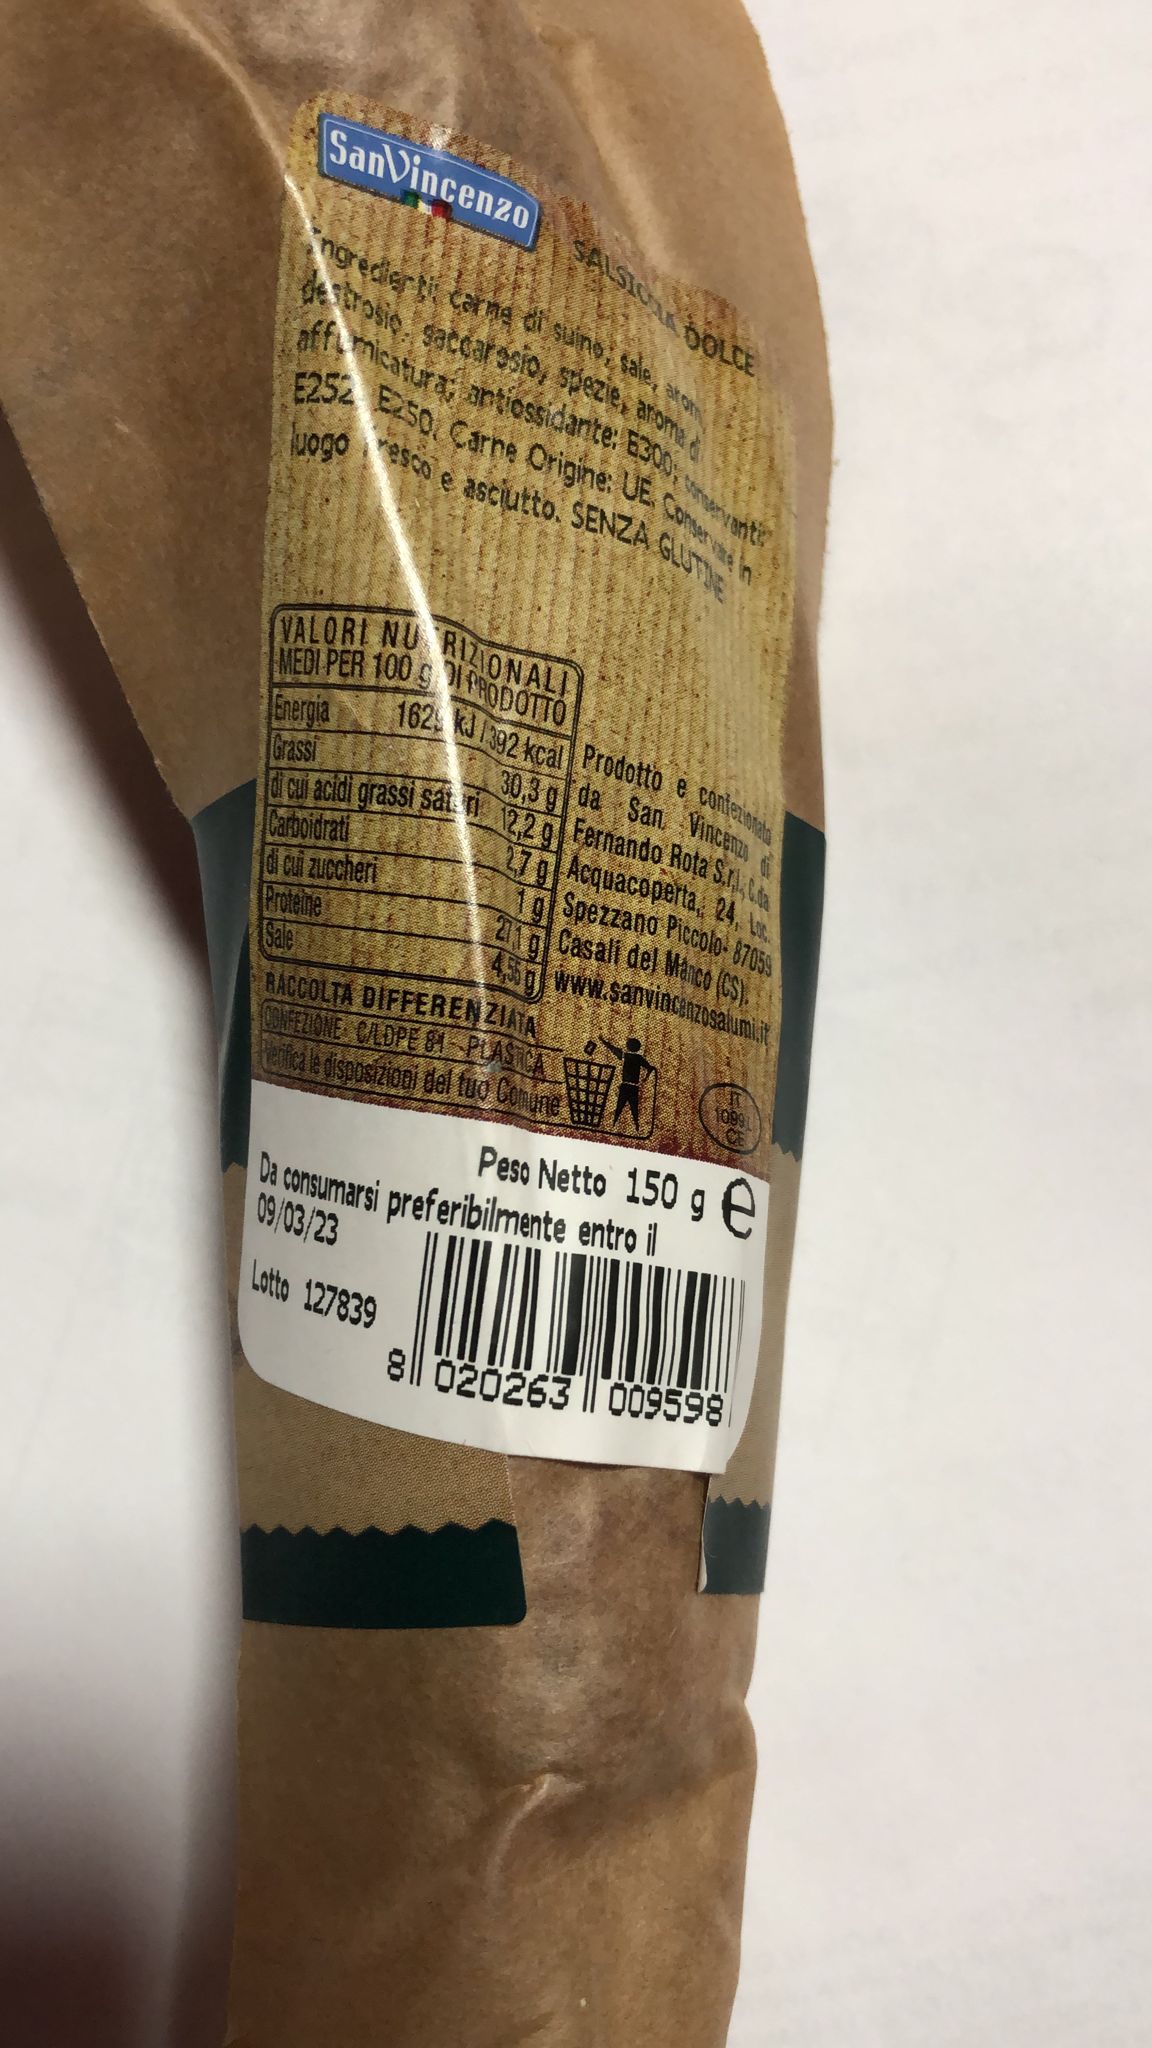 SanVincenzo
SALSICCIA DOLCE
Ingredienti: carne di suino, sale, aromi,
destrosio, saccarosio, spezie, aroma di
affumicatura; antiossidante: E300; conservanti:
E252, E250. Carne Origine: UE. Conservare in
luogo fresco e asciutto. SENZA GLUTINE
VALORI NUTRIZIONALI
MEDI PER 100 g DI PRODOTTO
Energia 1629 kJ / 392 kcal
Grassi 30,3 g
di cui acidi grassi saturi 12,2 g
Carboidrati 2,7 g
di cui zuccheri 1 g
Proteine 27,1 g
Sale 4,56 g
Prodotto e confezionato
da San Vincenzo di
Fernando Rota S.r.l., C.da
Acquacoperta, 24, Loc.
Spezzano Piccolo- 87059
Casali del Manco (CS).
www.sanvincenzosalumi.it
RACCOLTA DIFFERENZIATA
CONFEZIONE C/LDPE 81 - PLASTICA
Verifica le disposizioni del tuo Comune
IT
1099L
CE
Peso Netto 150 g e
Da consumarsi preferibilmente entro il
09/03/23
Lotto 127839
8 020263 009598